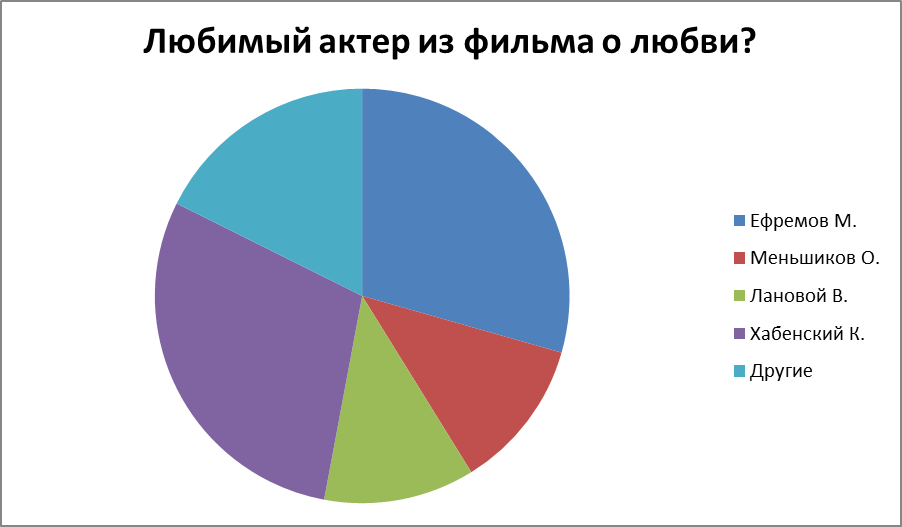 Любимый актер из фильма о любви?
Ефремов М.
Меньшиков О.
Лановой В.
Хабенский К.
Другие